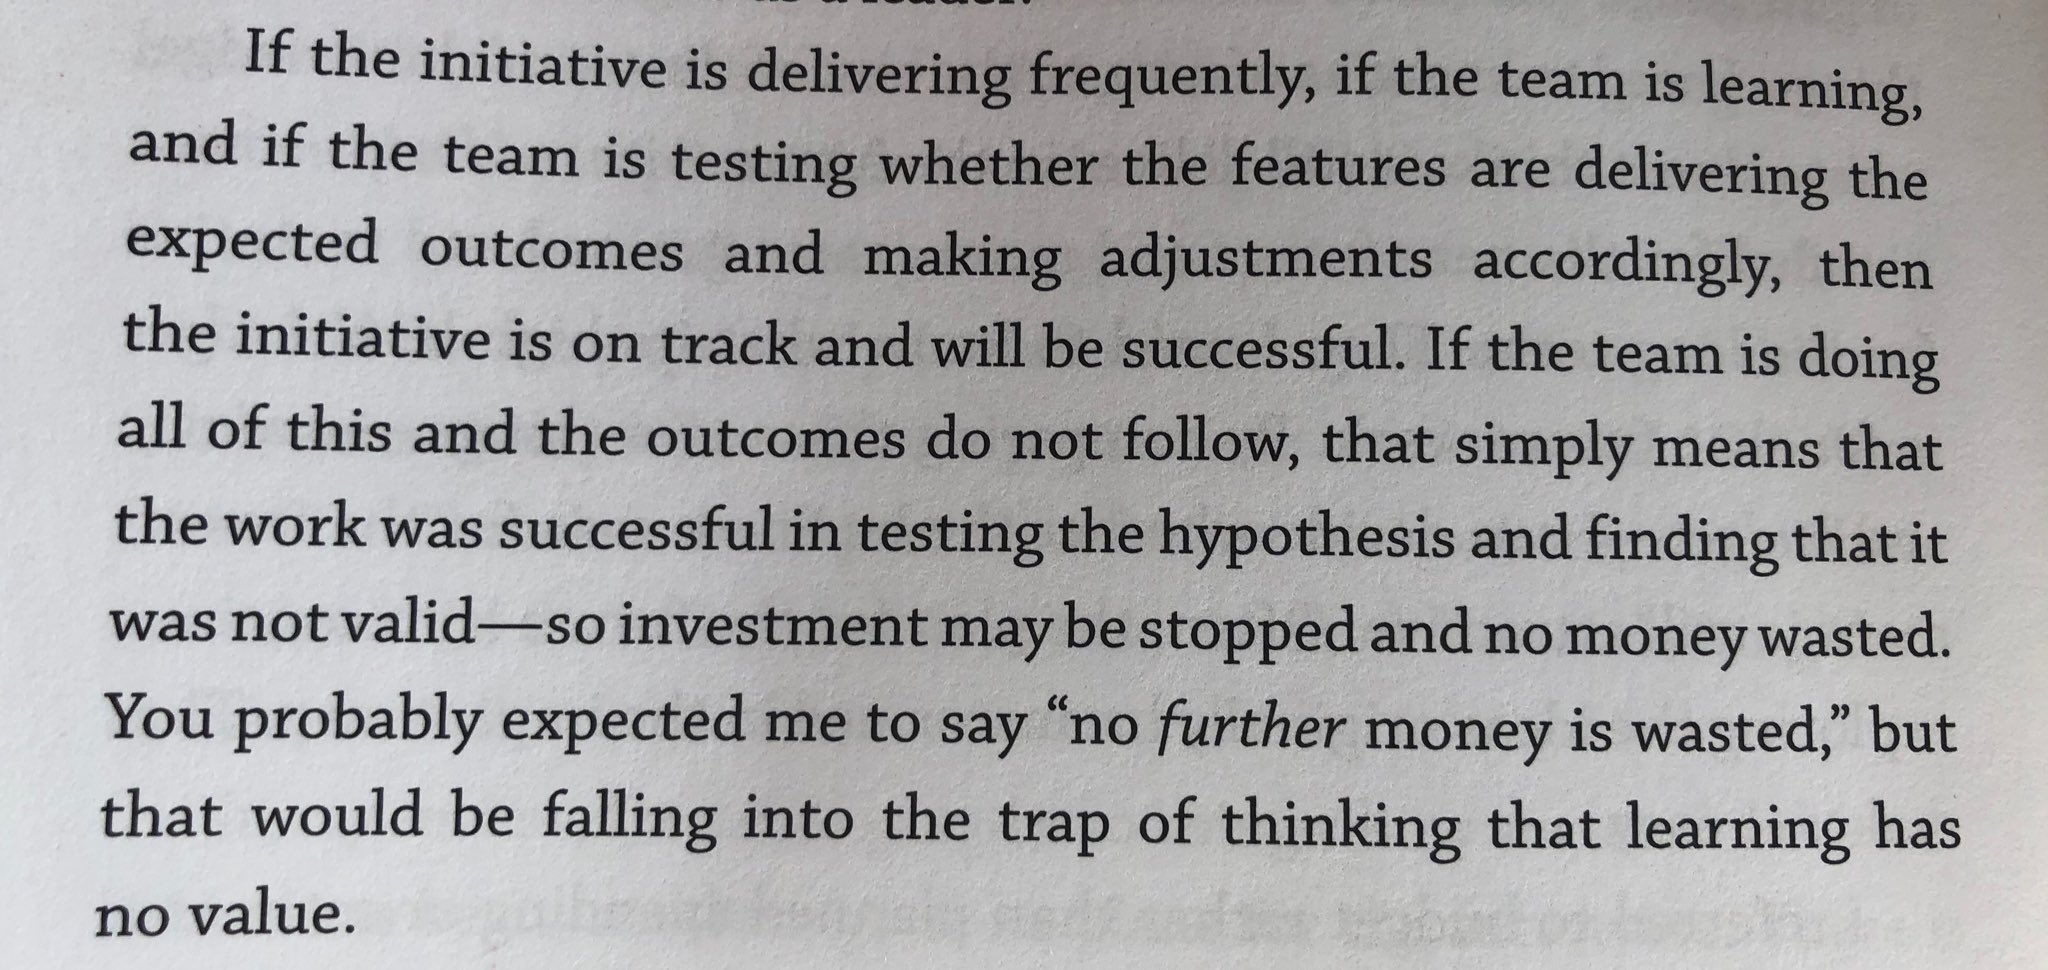 If the initiative is delivering frequently, if the team is learning,
and if the team is testing whether the features are delivering the
expected outcomes and making adjustments accordingly, then
the initiative is on track and will be successful. If the team is doing
all of this and the outcomes do not follow, that simply means that
the work was successful in testing the hypothesis and finding that it
was not valid—so investment may be stopped and no money wasted.
You probably expected me to say “no further money is wasted,” but
that would be falling into the trap of thinking that learning has
no value.